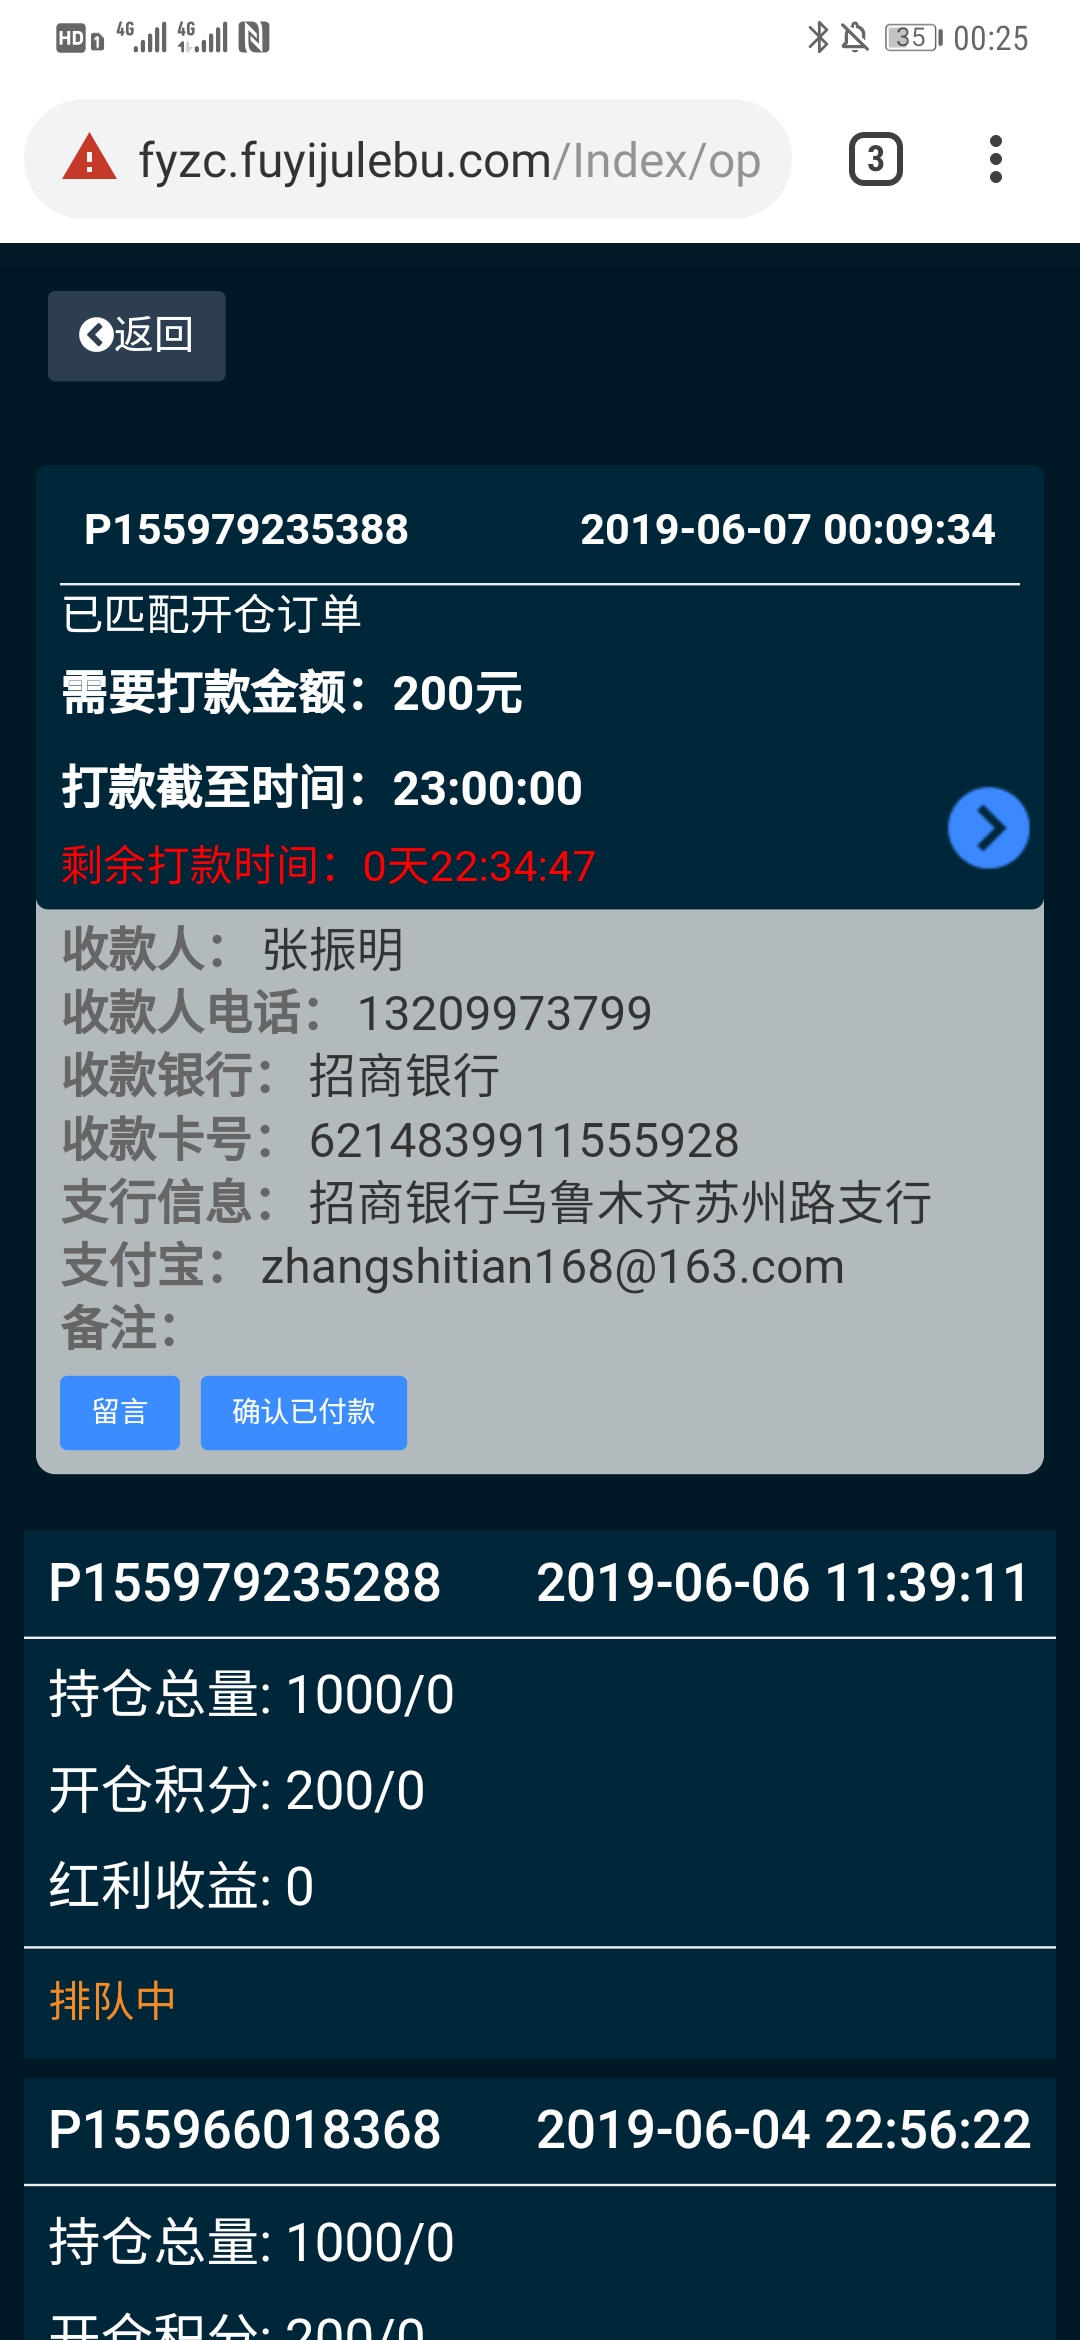 HD 1 4G 4G 35 00:25
fyzc.fuyijulebu.com/Index/op 3
返回
P155979235388 2019-06-07 00:09:34
已匹配开仓订单
需要打款金额：200元
打款截至时间：23:00:00
剩余打款时间：0天22:34:47
收款人： 张振明
收款人电话： 13209973799
收款银行： 招商银行
收款卡号： 6214839911555928
支行信息： 招商银行乌鲁木齐苏州路支行
支付宝： zhangshitian168@163.com
备注：
留言 确认已付款
P155979235288 2019-06-06 11:39:11
持仓总量: 1000/0
开仓积分: 200/0
红利收益: 0
排队中
P155966018368 2019-06-04 22:56:22
持仓总量: 1000/0
开仓积分: 200/0